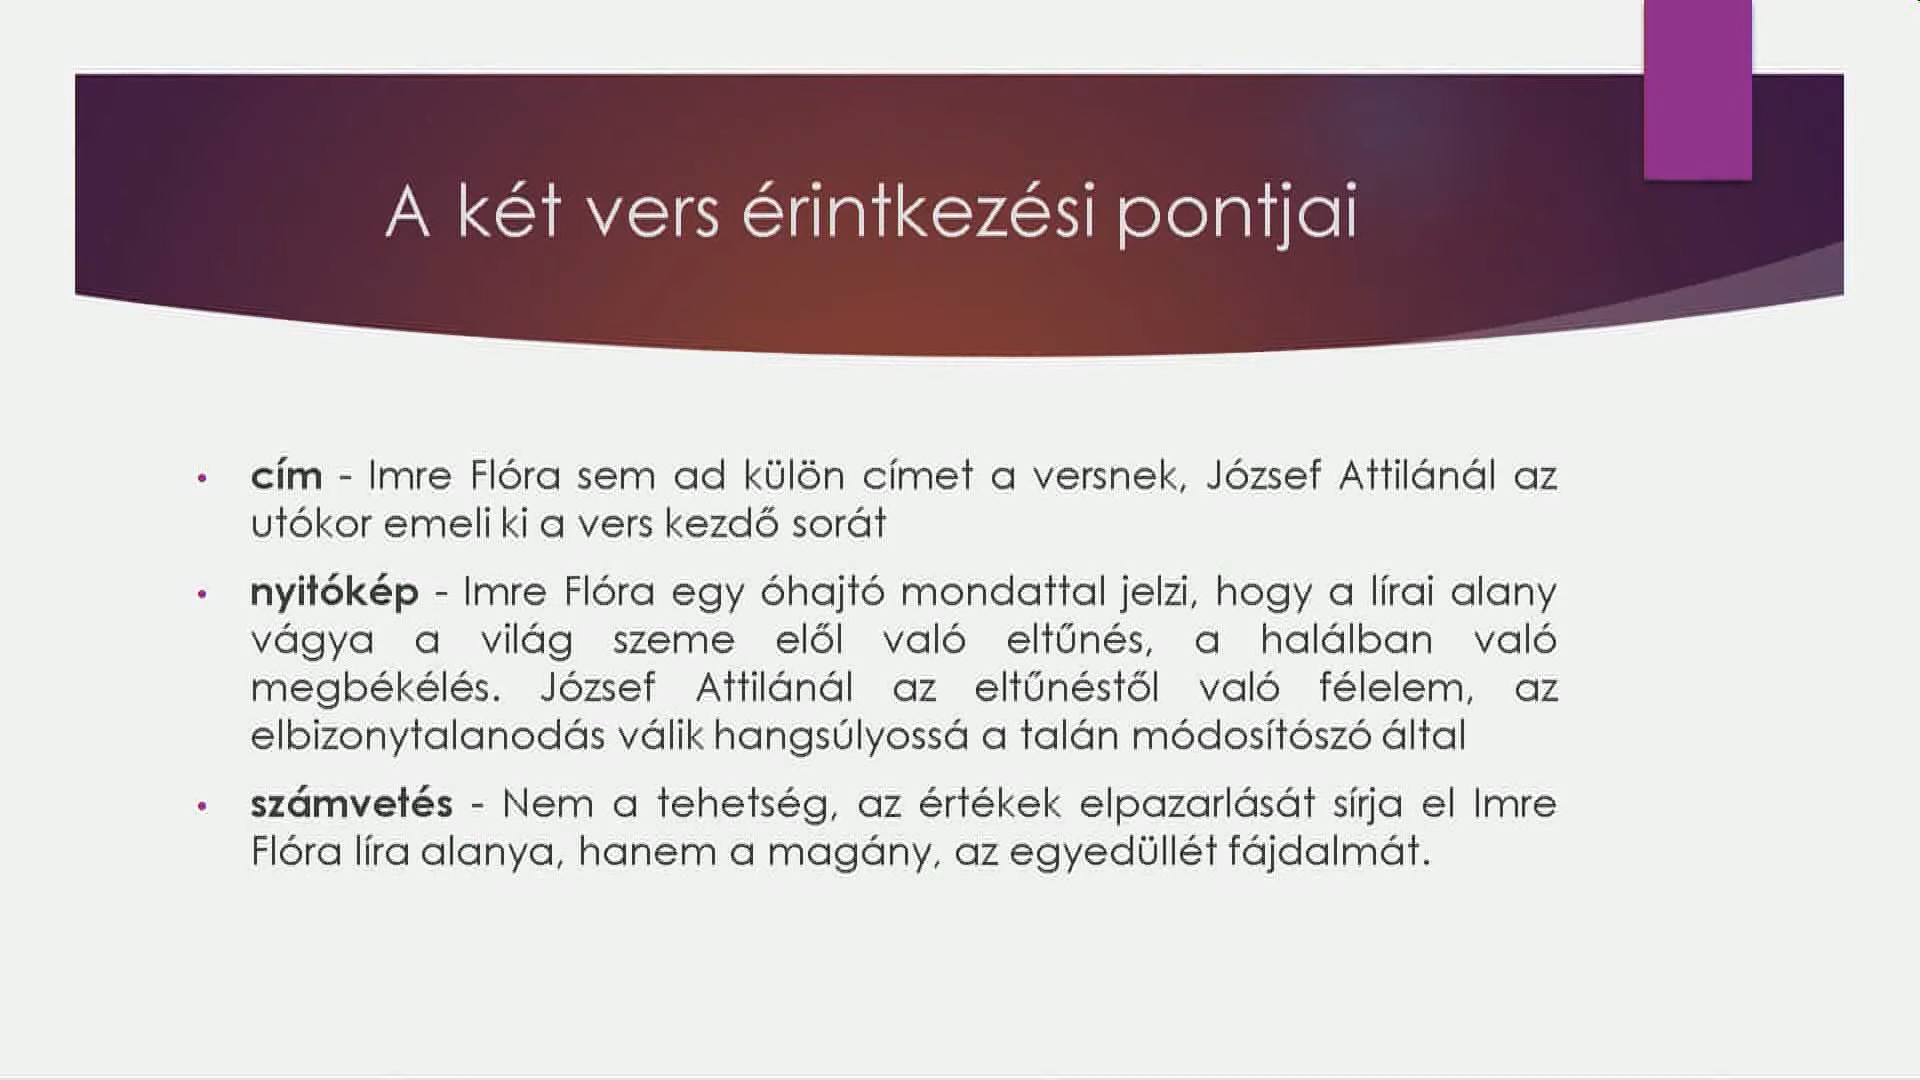 A két vers érintkezési pontjai
• cím - Imre Flóra sem ad külön címet a versnek, József Attilánál az
utókor emeli ki a vers kezdő sorát
• nyitókép - Imre Flóra egy óhajtó mondattal jelzi, hogy a lírai alany
vágya a világ szeme elől való eltűnés, a halálban való
megbékélés. József Attilánál az eltűnéstől való félelem, az
elbizonytalanodás válik hangsúlyossá a talán módosítószó által
• számvetés - Nem a tehetség, az értékek elpazarlását sírja el Imre
Flóra líra alanya, hanem a magány, az egyedüllét fájdalmát.